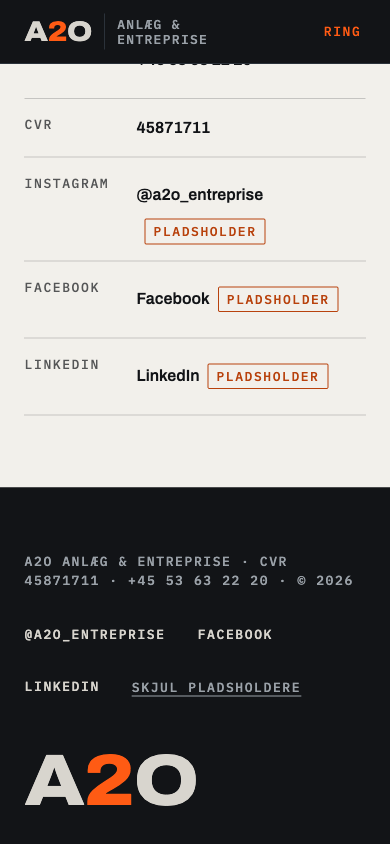 A2O
ANLÆG &
ENTREPRISE
RING
CVR
45871711
INSTAGRAM
@a2o_entreprise
PLADSHOLDER
FACEBOOK
Facebook PLADSHOLDER
LINKEDIN
LinkedIn PLADSHOLDER
A2O ANLÆG & ENTREPRISE · CVR
45871711 · +45 53 63 22 20 · © 2026
@A2O_ENTREPRISE FACEBOOK
LINKEDIN SKJUL PLADSHOLDERE
A2O